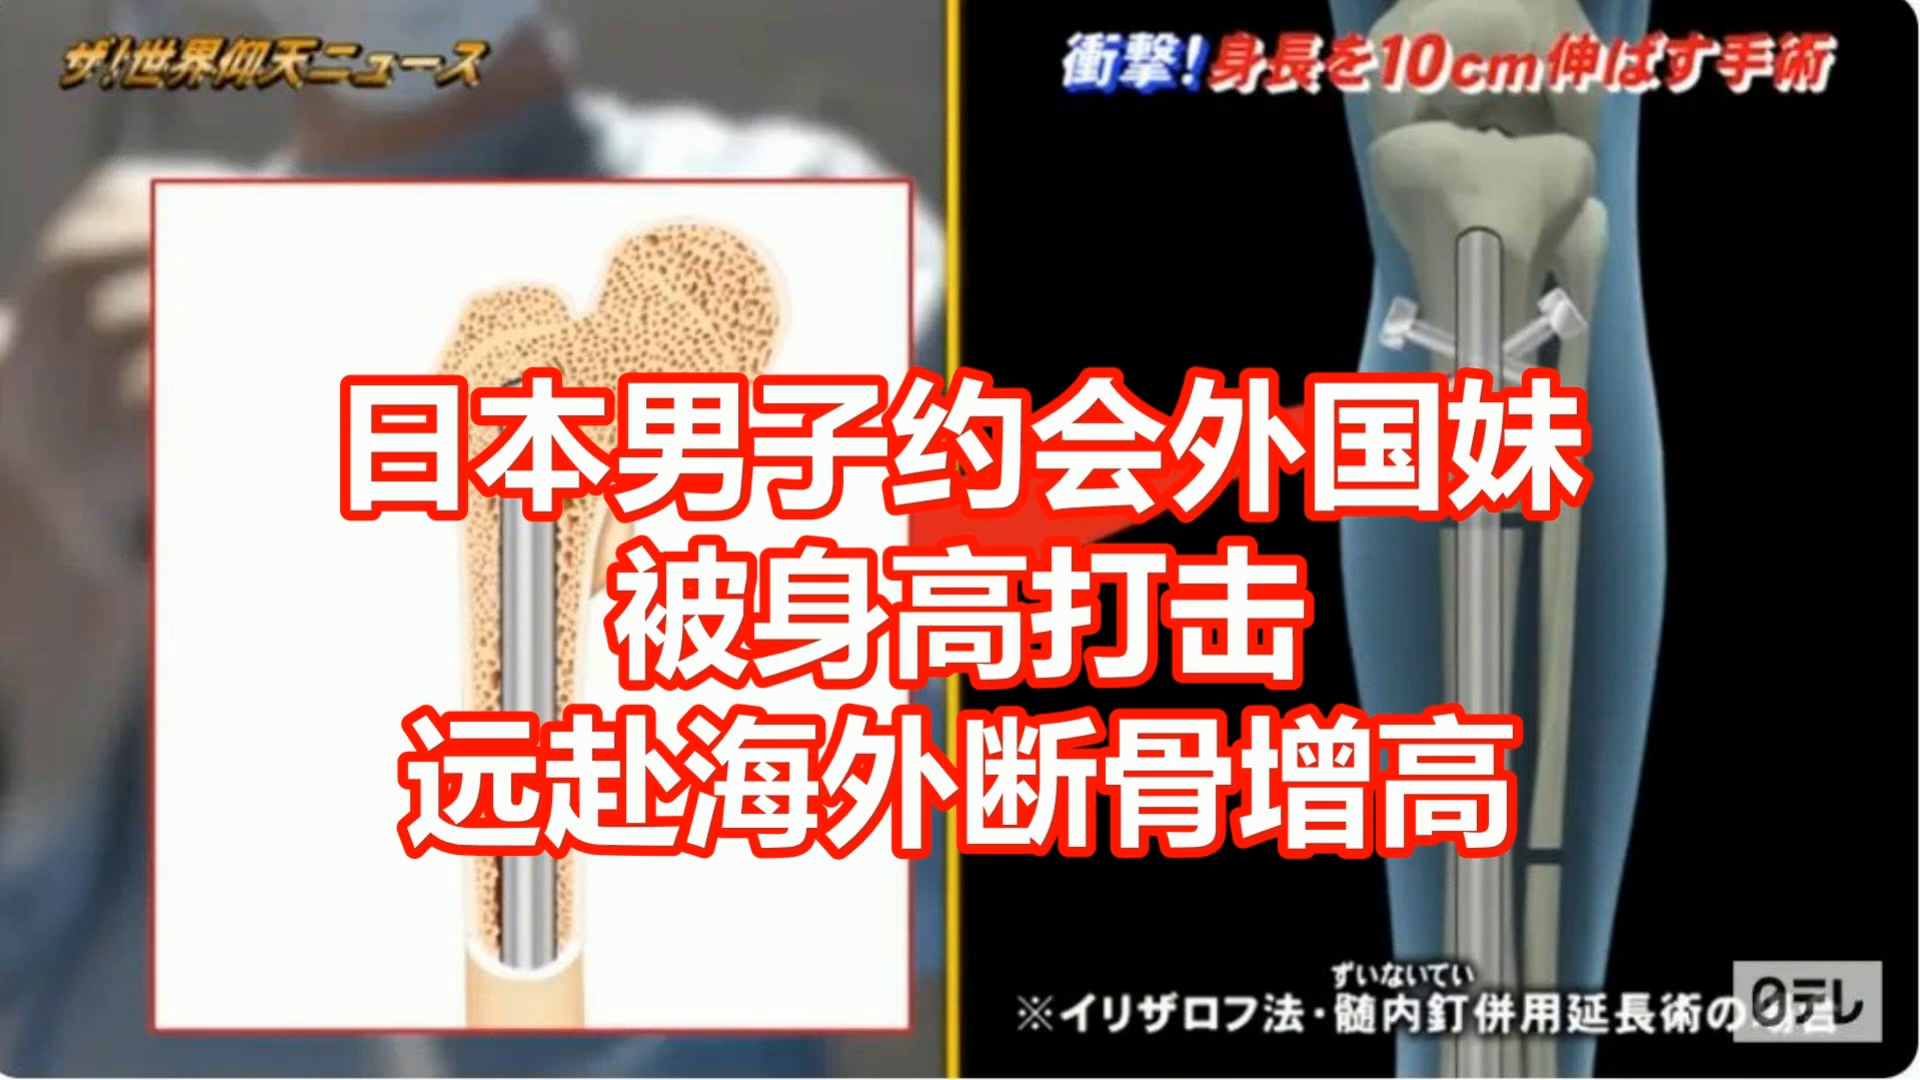 ザ!世界仰天ニュース
衝撃!身長を10cm伸ばす手術
日本男子约会外国妹
被身高打击
远赴海外断骨增高
ずいないてい
※イリザロフ法・髄内釘併用延長術の
日テレ